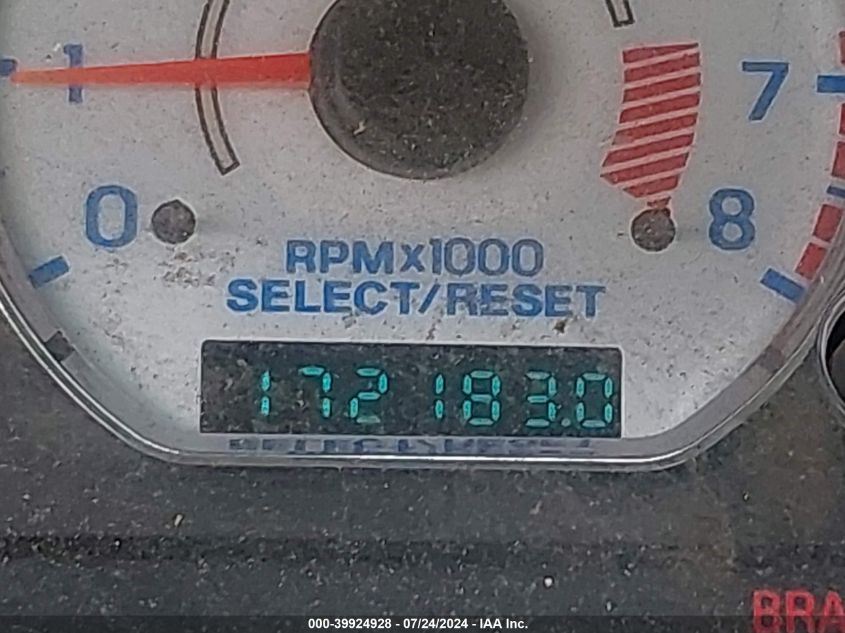 1 7
0 8
RPMx1000
SELECT/RESET
172183.0
BRA
000-39924928 - 07/24/2024 - IAA Inc.